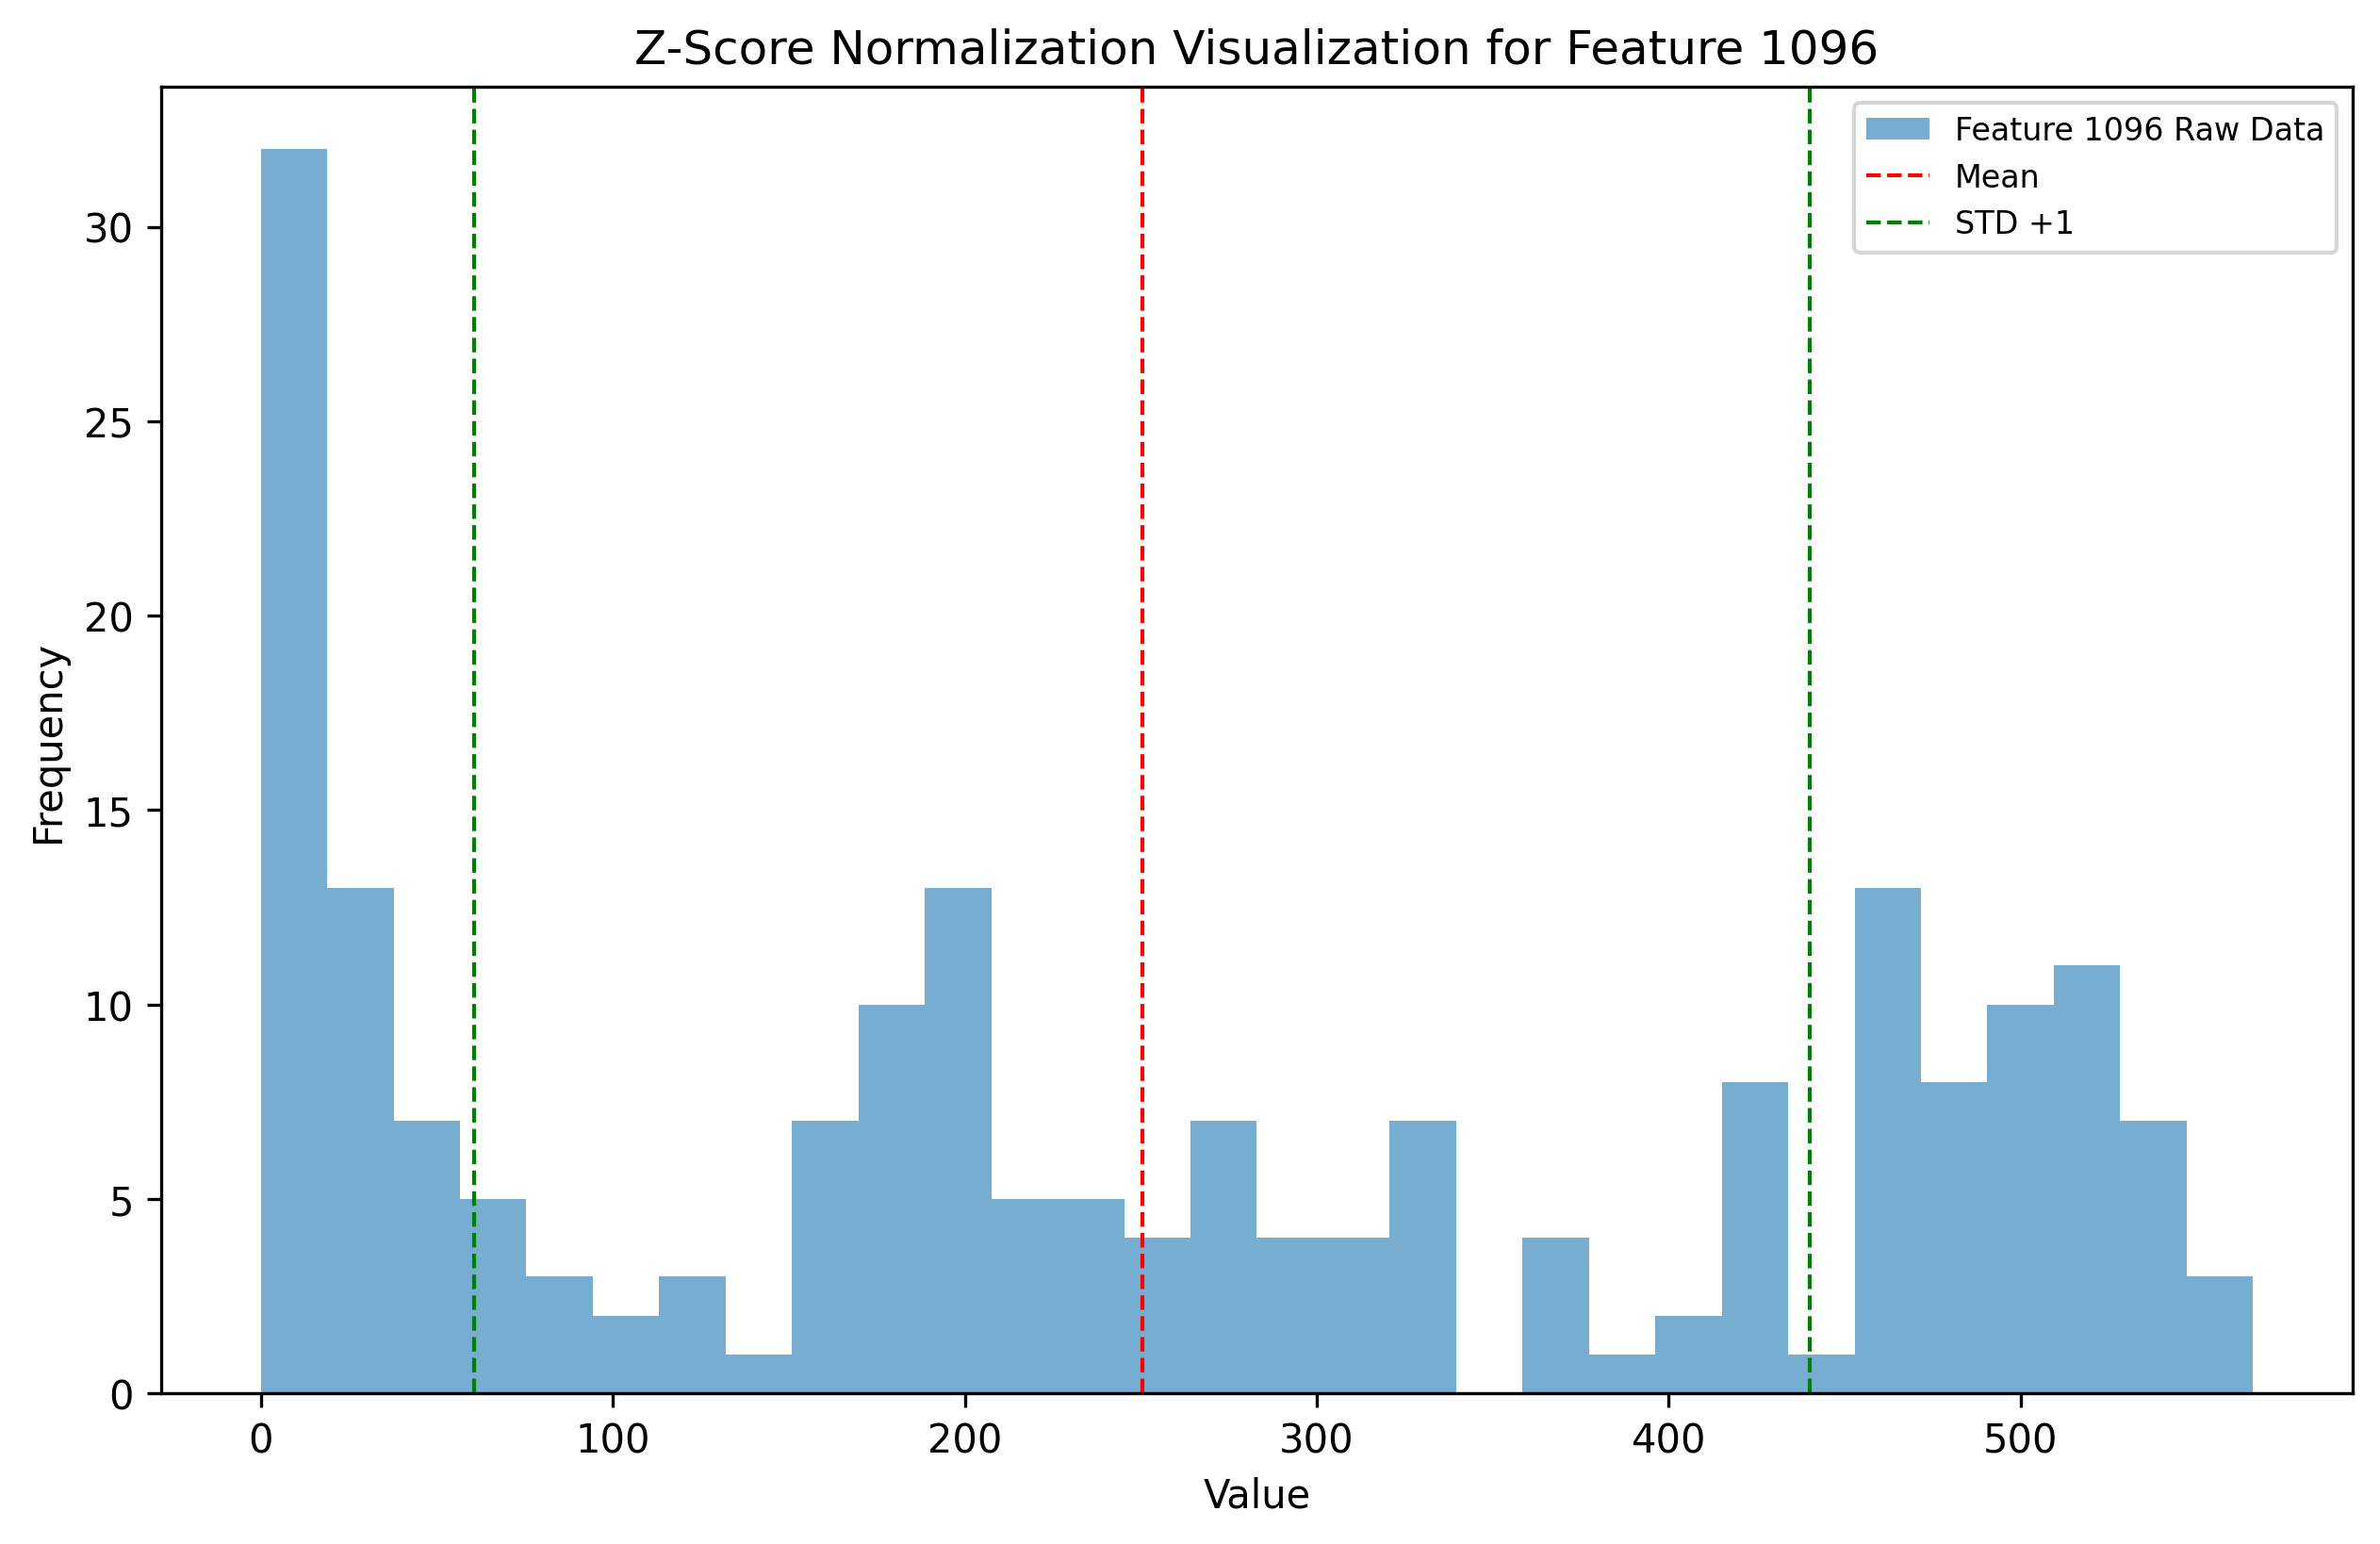 Z-Score Normalization Visualization for Feature 1096
Feature 1096 Raw Data
Mean
STD +1
Frequency
30
25
20
15
10
5
0
0 100 200 300 400 500
Value